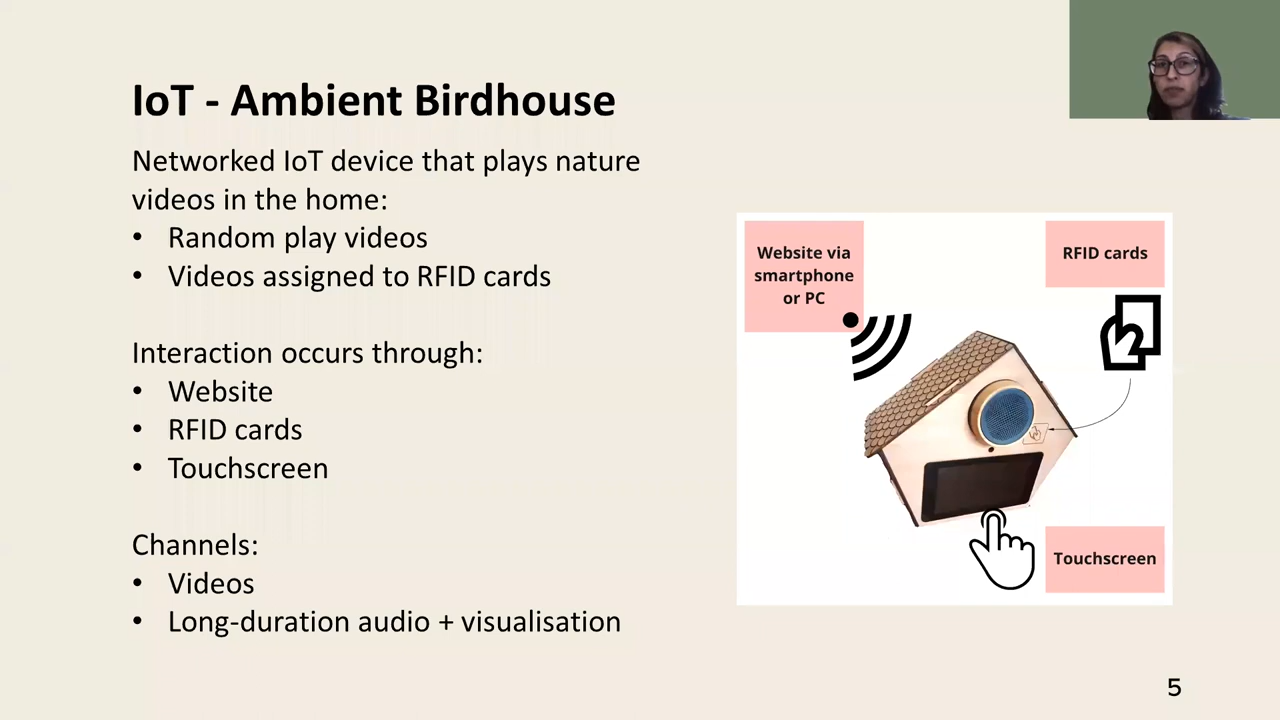 IoT - Ambient Birdhouse
Networked IoT device that plays nature
videos in the home:
• Random play videos
• Videos assigned to RFID cards
Interaction occurs through:
• Website
• RFID cards
• Touchscreen
Channels:
• Videos
• Long-duration audio + visualisation
Website via
smartphone
or PC
RFID cards
Touchscreen
5